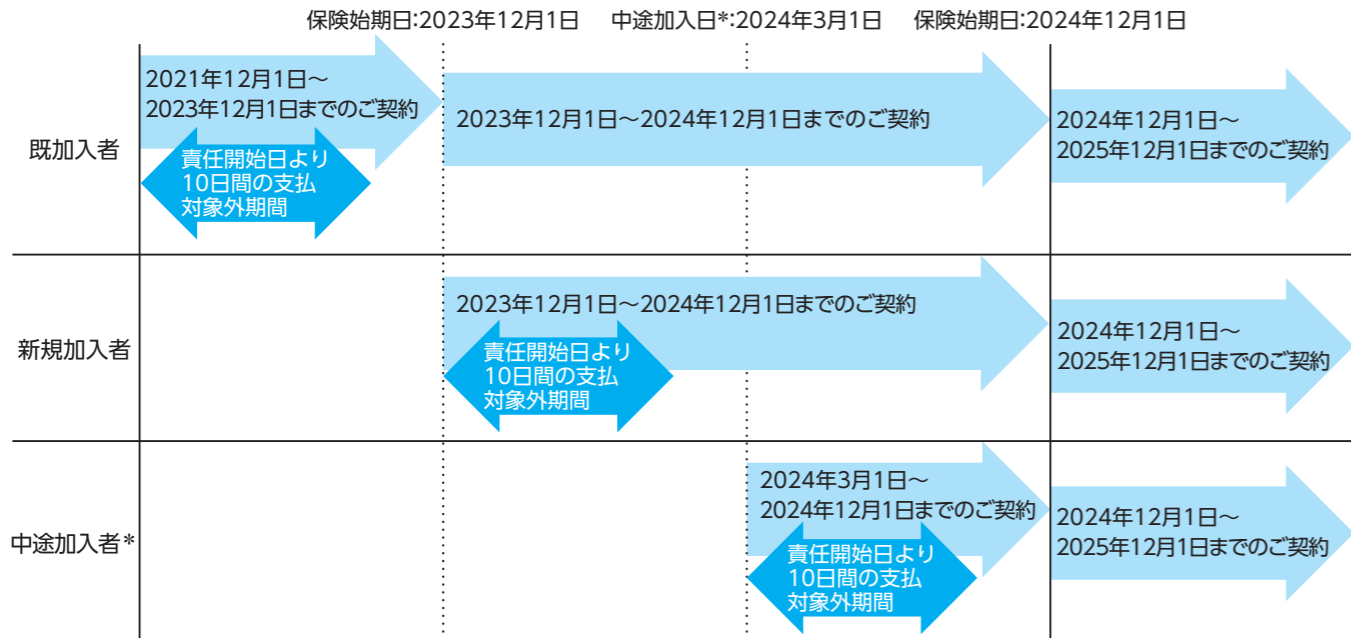 保険始期日:2023年12月1日 中途加入日*:2024年3月1日 保険始期日:2024年12月1日
既加入者
2021年12月1日～
2023年12月1日までのご契約
責任開始日より
10日間の支払
対象外期間
2023年12月1日～2024年12月1日までのご契約
2024年12月1日～
2025年12月1日までのご契約
新規加入者
2023年12月1日～2024年12月1日までのご契約
責任開始日より
10日間の支払
対象外期間
2024年12月1日～
2025年12月1日までのご契約
中途加入者*
2024年3月1日～
2024年12月1日までのご契約
責任開始日より
10日間の支払
対象外期間
2024年12月1日～
2025年12月1日までのご契約